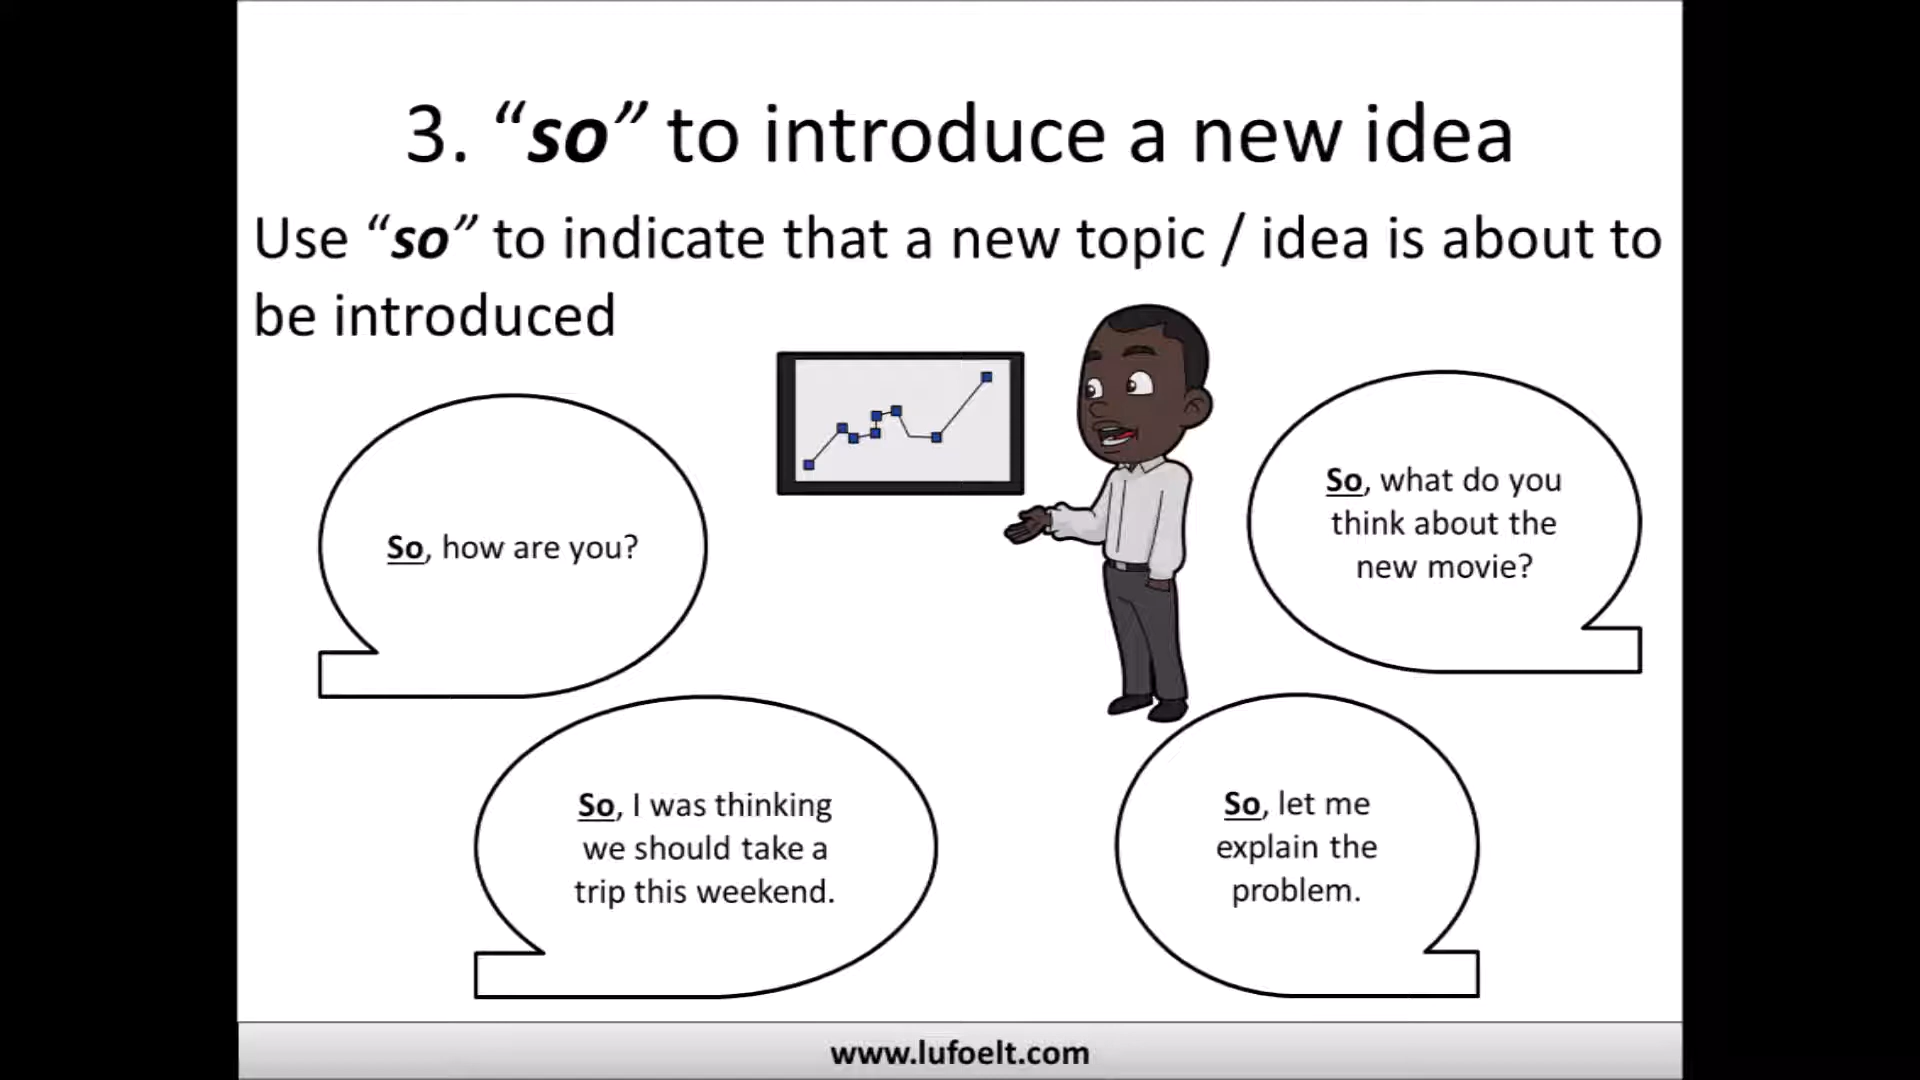 3. “so” to introduce a new idea
Use “so” to indicate that a new topic / idea is about to
be introduced
So, how are you?
So, what do you
think about the
new movie?
So, I was thinking
we should take a
trip this weekend.
So, let me
explain the
problem.
www.lufoelt.com